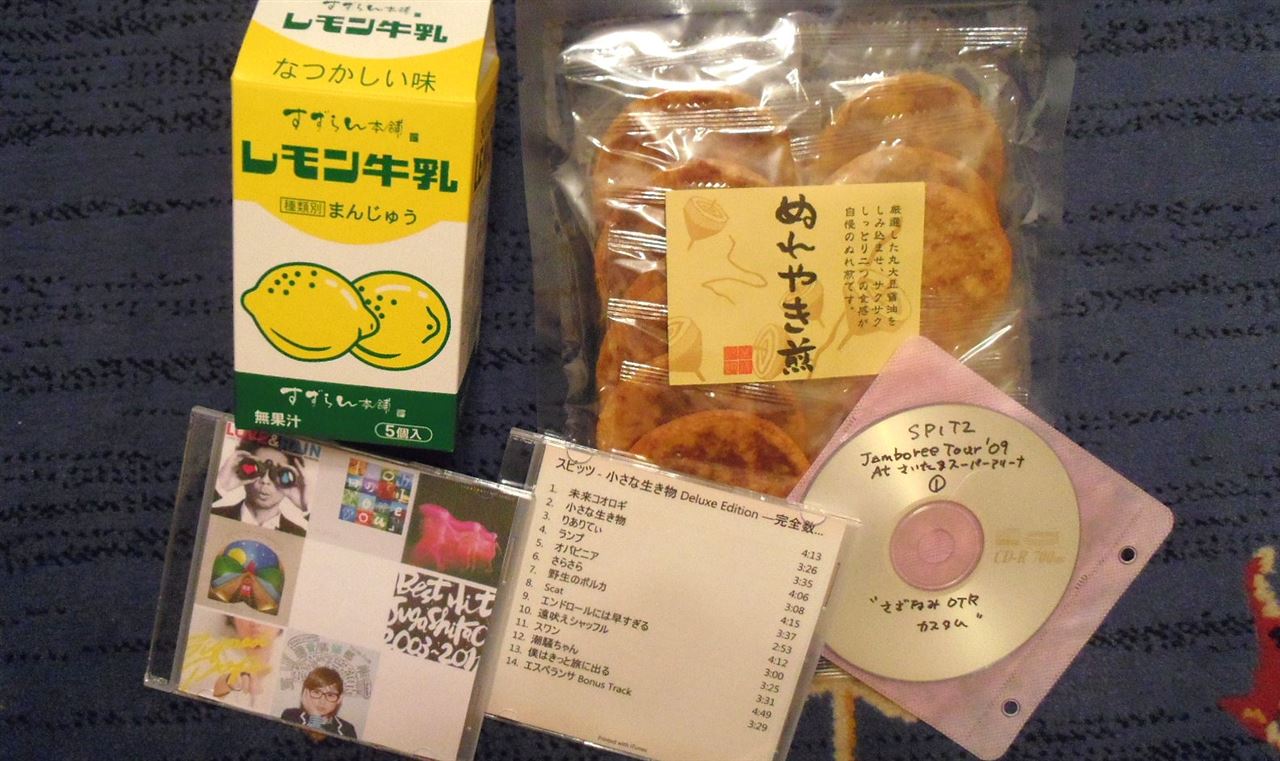 すずらん本舗
レモン牛乳
なつかしい味
すずらん本舗
レモン牛乳
種類別 まんじゅう
すずらん本舗
無果汁
5個入
ぬれやき煎
厳選した丸大豆醤油を
しみ込ませ、サクサク
しっとり二つの食感が
自慢のぬれ煎です。
Best Hit
2003~2011
スピッツ - 小さな生き物 Deluxe Edition —完全数...
1. 未来コオロギ 4:13
2. 小さな生き物 3:26
3. りありてぃ 3:35
4. ランプ 4:06
5. オパビニア 3:08
6. さらさら 4:15
7. 野生のポルカ 3:37
8. Scat 2:53
9. エンドロールには早すぎる 4:12
10. 遠吠えシャッフル 3:00
11. スワン 3:25
12. 潮騒ちゃん 3:31
13. 僕はきっと旅に出る 4:49
14. エスペランサ Bonus Track 3:29
Printed with iTunes
SPITZ
Jamboree Tour '09
At さいたまスーパーアリーナ
①
CD-R 700
"さざなみ OTR
カスタム"